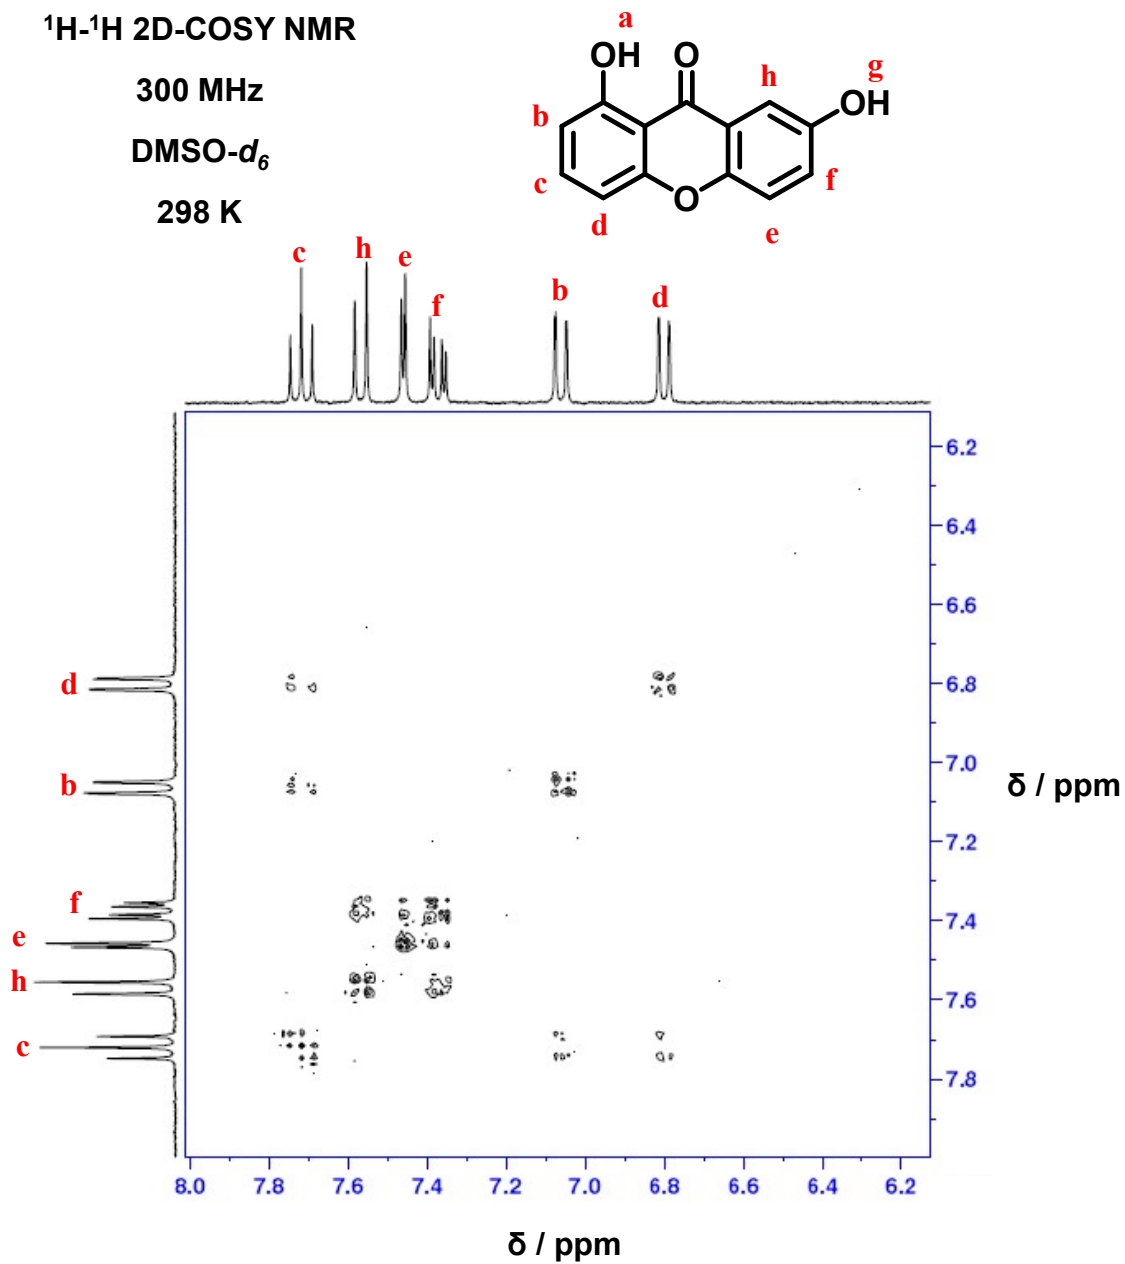 ¹H-¹H 2D-COSY NMR
300 MHz
DMSO-d₆
298 K
a
OH O h g
OH
b
c
d
O
e
f
c h e f b d
6.2
6.4
6.6
d 6.8
7.0
b δ / ppm
7.2
f 7.4
e
h 7.6
c
7.8
8.0 7.8 7.6 7.4 7.2 7.0 6.8 6.6 6.4 6.2
δ / ppm